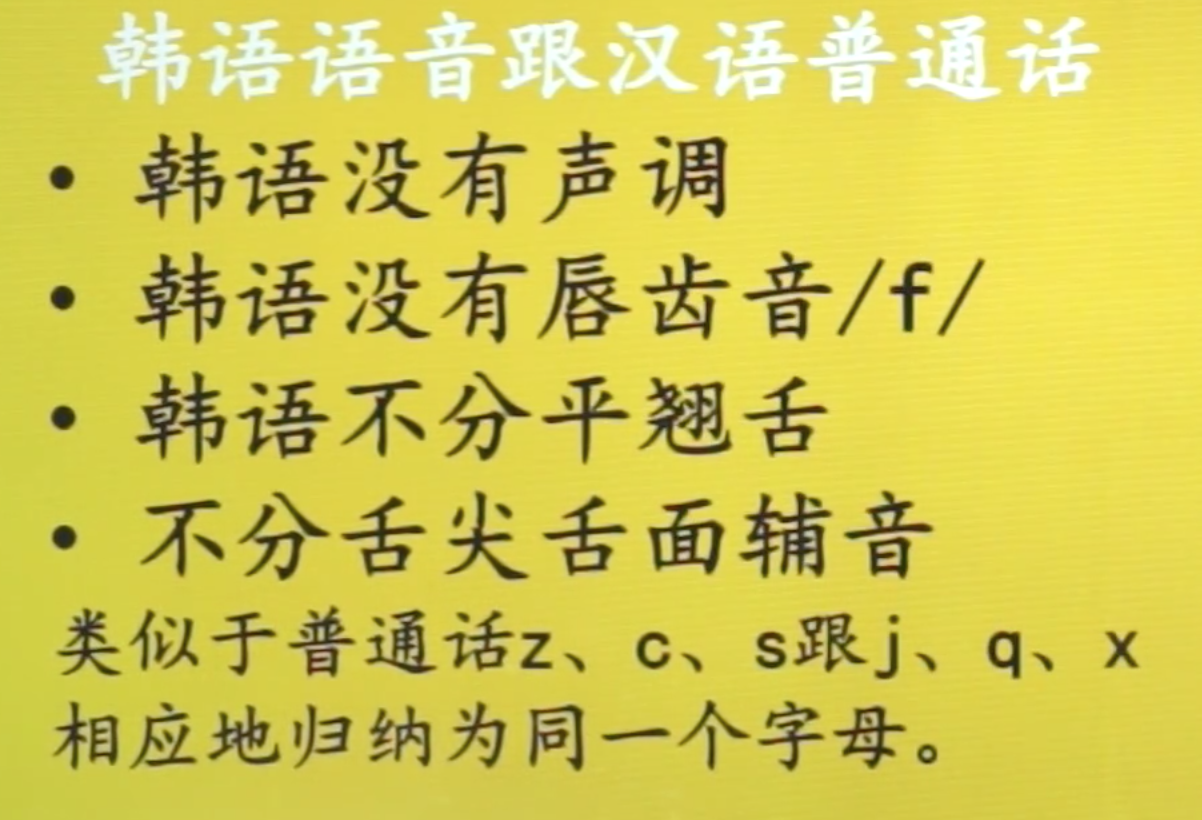 韩语语音跟汉语普通话
• 韩语没有声调
• 韩语没有唇齿音/f/
• 韩语不分平翘舌
• 不分舌尖舌面辅音
类似于普通话z、c、s跟j、q、x
相应地归纳为同一个字母。